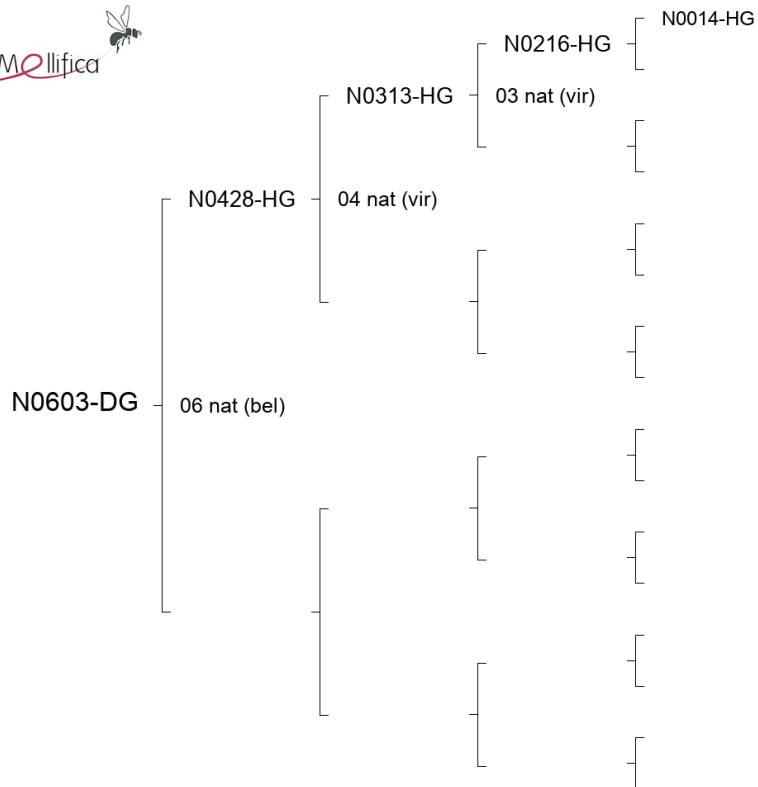 Mellifica
N0014-HG
N0216-HG
N0313-HG
03 nat (vir)
N0428-HG
04 nat (vir)
N0603-DG
06 nat (bel)